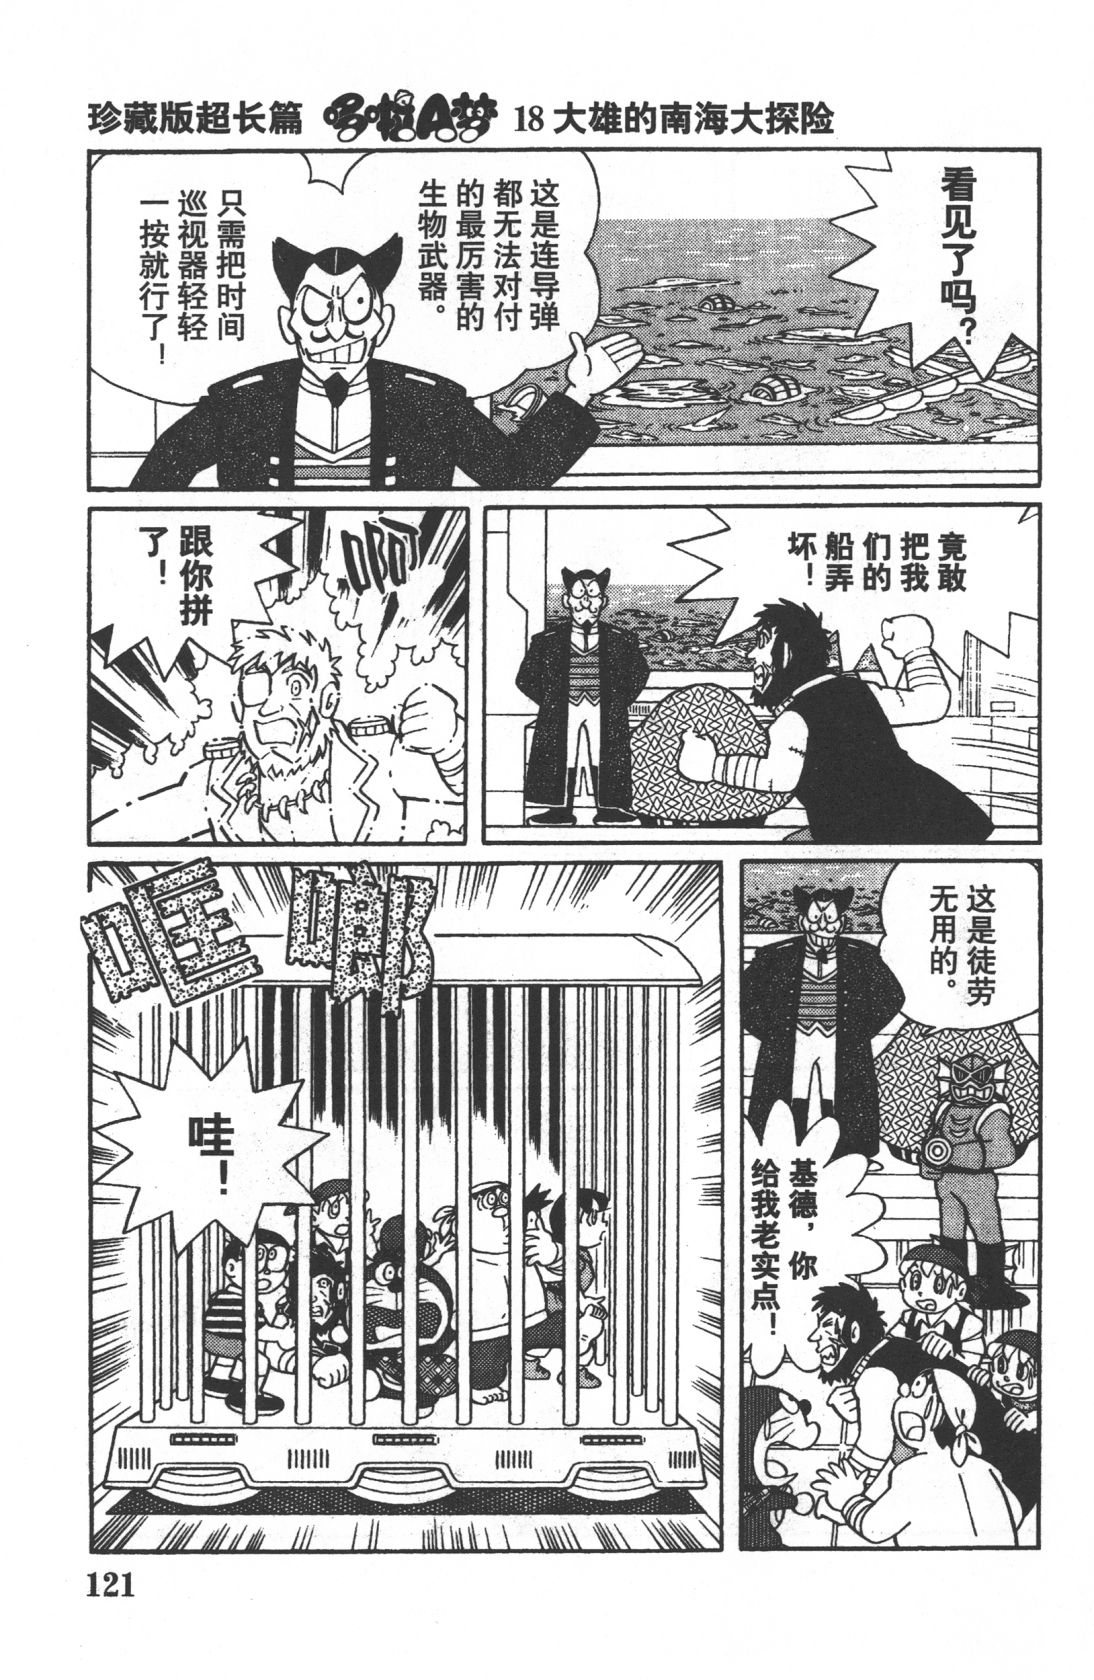 珍藏版超长篇 哆啦A梦 18 大雄的南海大探险
看见了吗？
这是连导弹
都无法对付
的最厉害的
生物武器。
只需把时间
巡视器轻轻
一按就行了！
竟敢
把我
们的
船弄
坏！
跟你拼
了！
这是徒劳
无用的。
基德，你
给我老实点！
哐啷
哇！
121